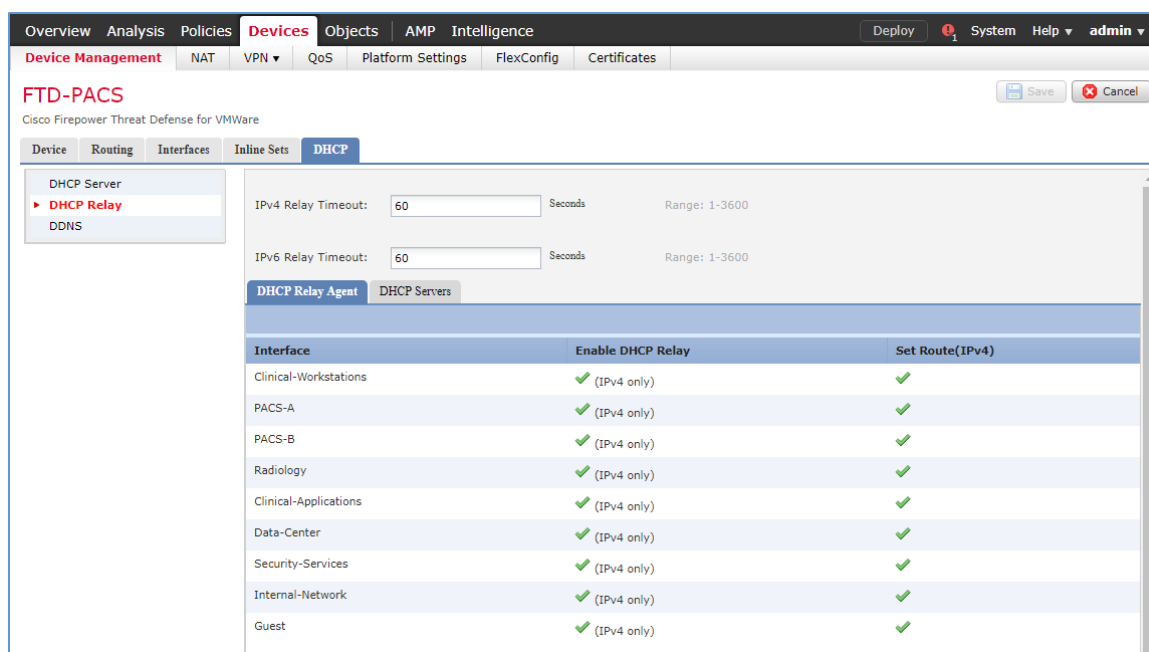 Overview Analysis Policies Devices Objects AMP Intelligence Deploy 1 System Help ▾ admin ▾
Device Management NAT VPN ▾ QoS Platform Settings FlexConfig Certificates
FTD-PACS Save Cancel
Cisco Firepower Threat Defense for VMWare
Device Routing Interfaces Inline Sets DHCP
DHCP Server
DHCP Relay
DDNS
IPv4 Relay Timeout: 60 Seconds Range: 1-3600
IPv6 Relay Timeout: 60 Seconds Range: 1-3600
DHCP Relay Agent DHCP Servers
Interface Enable DHCP Relay Set Route(IPv4)
Clinical-Workstations (IPv4 only)
PACS-A (IPv4 only)
PACS-B (IPv4 only)
Radiology (IPv4 only)
Clinical-Applications (IPv4 only)
Data-Center (IPv4 only)
Security-Services (IPv4 only)
Internal-Network (IPv4 only)
Guest (IPv4 only)